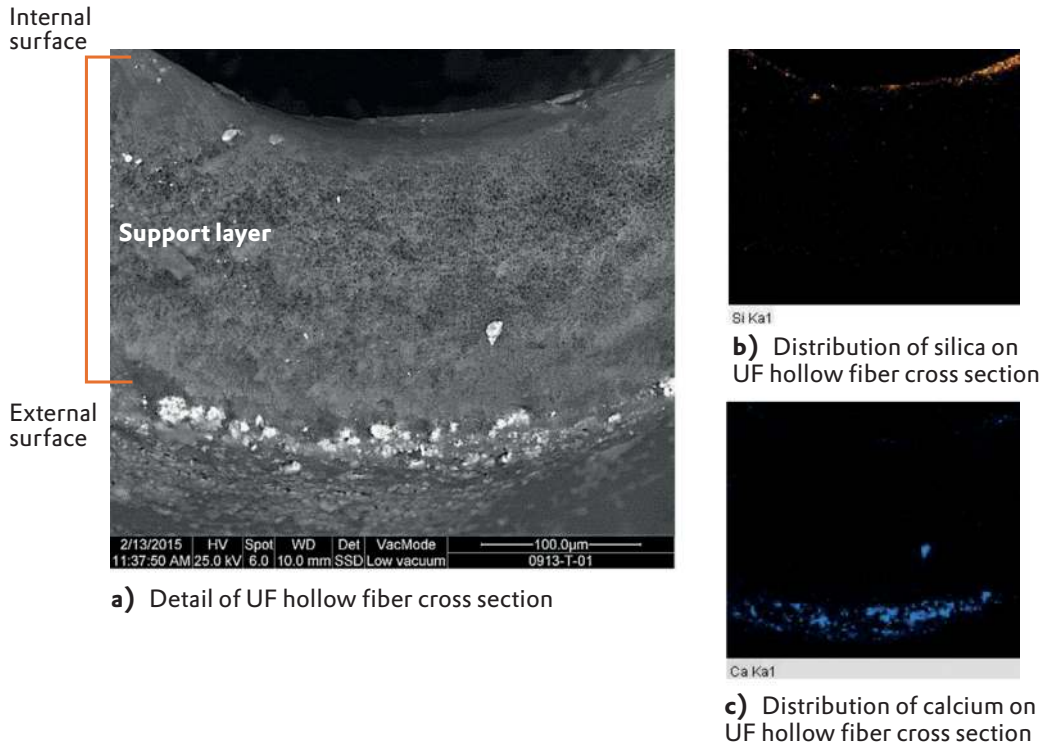 Internal
surface
Support layer
External
surface
2/13/2015 HV Spot WD Det VacMode 100.0µm
11:37:50 AM 25.0 kV 6.0 10.0 mm SSD Low vacuum 0913-T-01
a) Detail of UF hollow fiber cross section
Si Ka1
b) Distribution of silica on
UF hollow fiber cross section
Ca Ka1
c) Distribution of calcium on
UF hollow fiber cross section